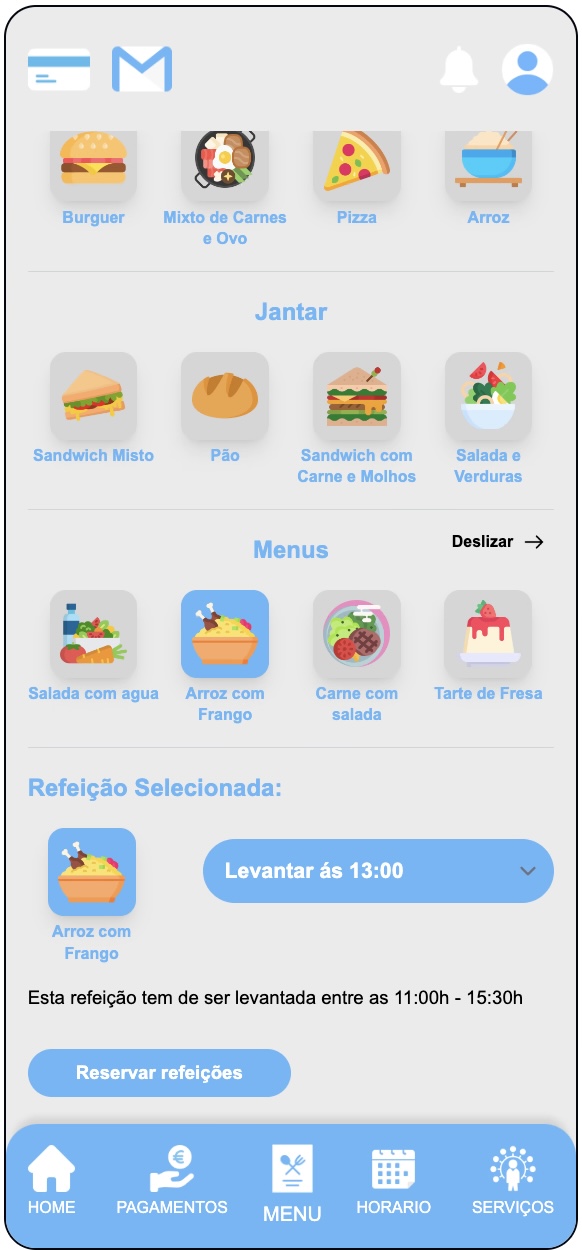 Burguer
Mixto de Carnes
e Ovo
Pizza
Arroz
Jantar
Sandwich Misto
Pão
Sandwich com
Carne e Molhos
Salada e
Verduras
Menus
Deslizar →
Salada com agua
Arroz com
Frango
Carne com
salada
Tarte de Fresa
Refeição Selecionada:
Arroz com
Frango
Levantar ás 13:00
Esta refeição tem de ser levantada entre as 11:00h - 15:30h
Reservar refeições
HOME
PAGAMENTOS
MENU
HORARIO
SERVIÇOS